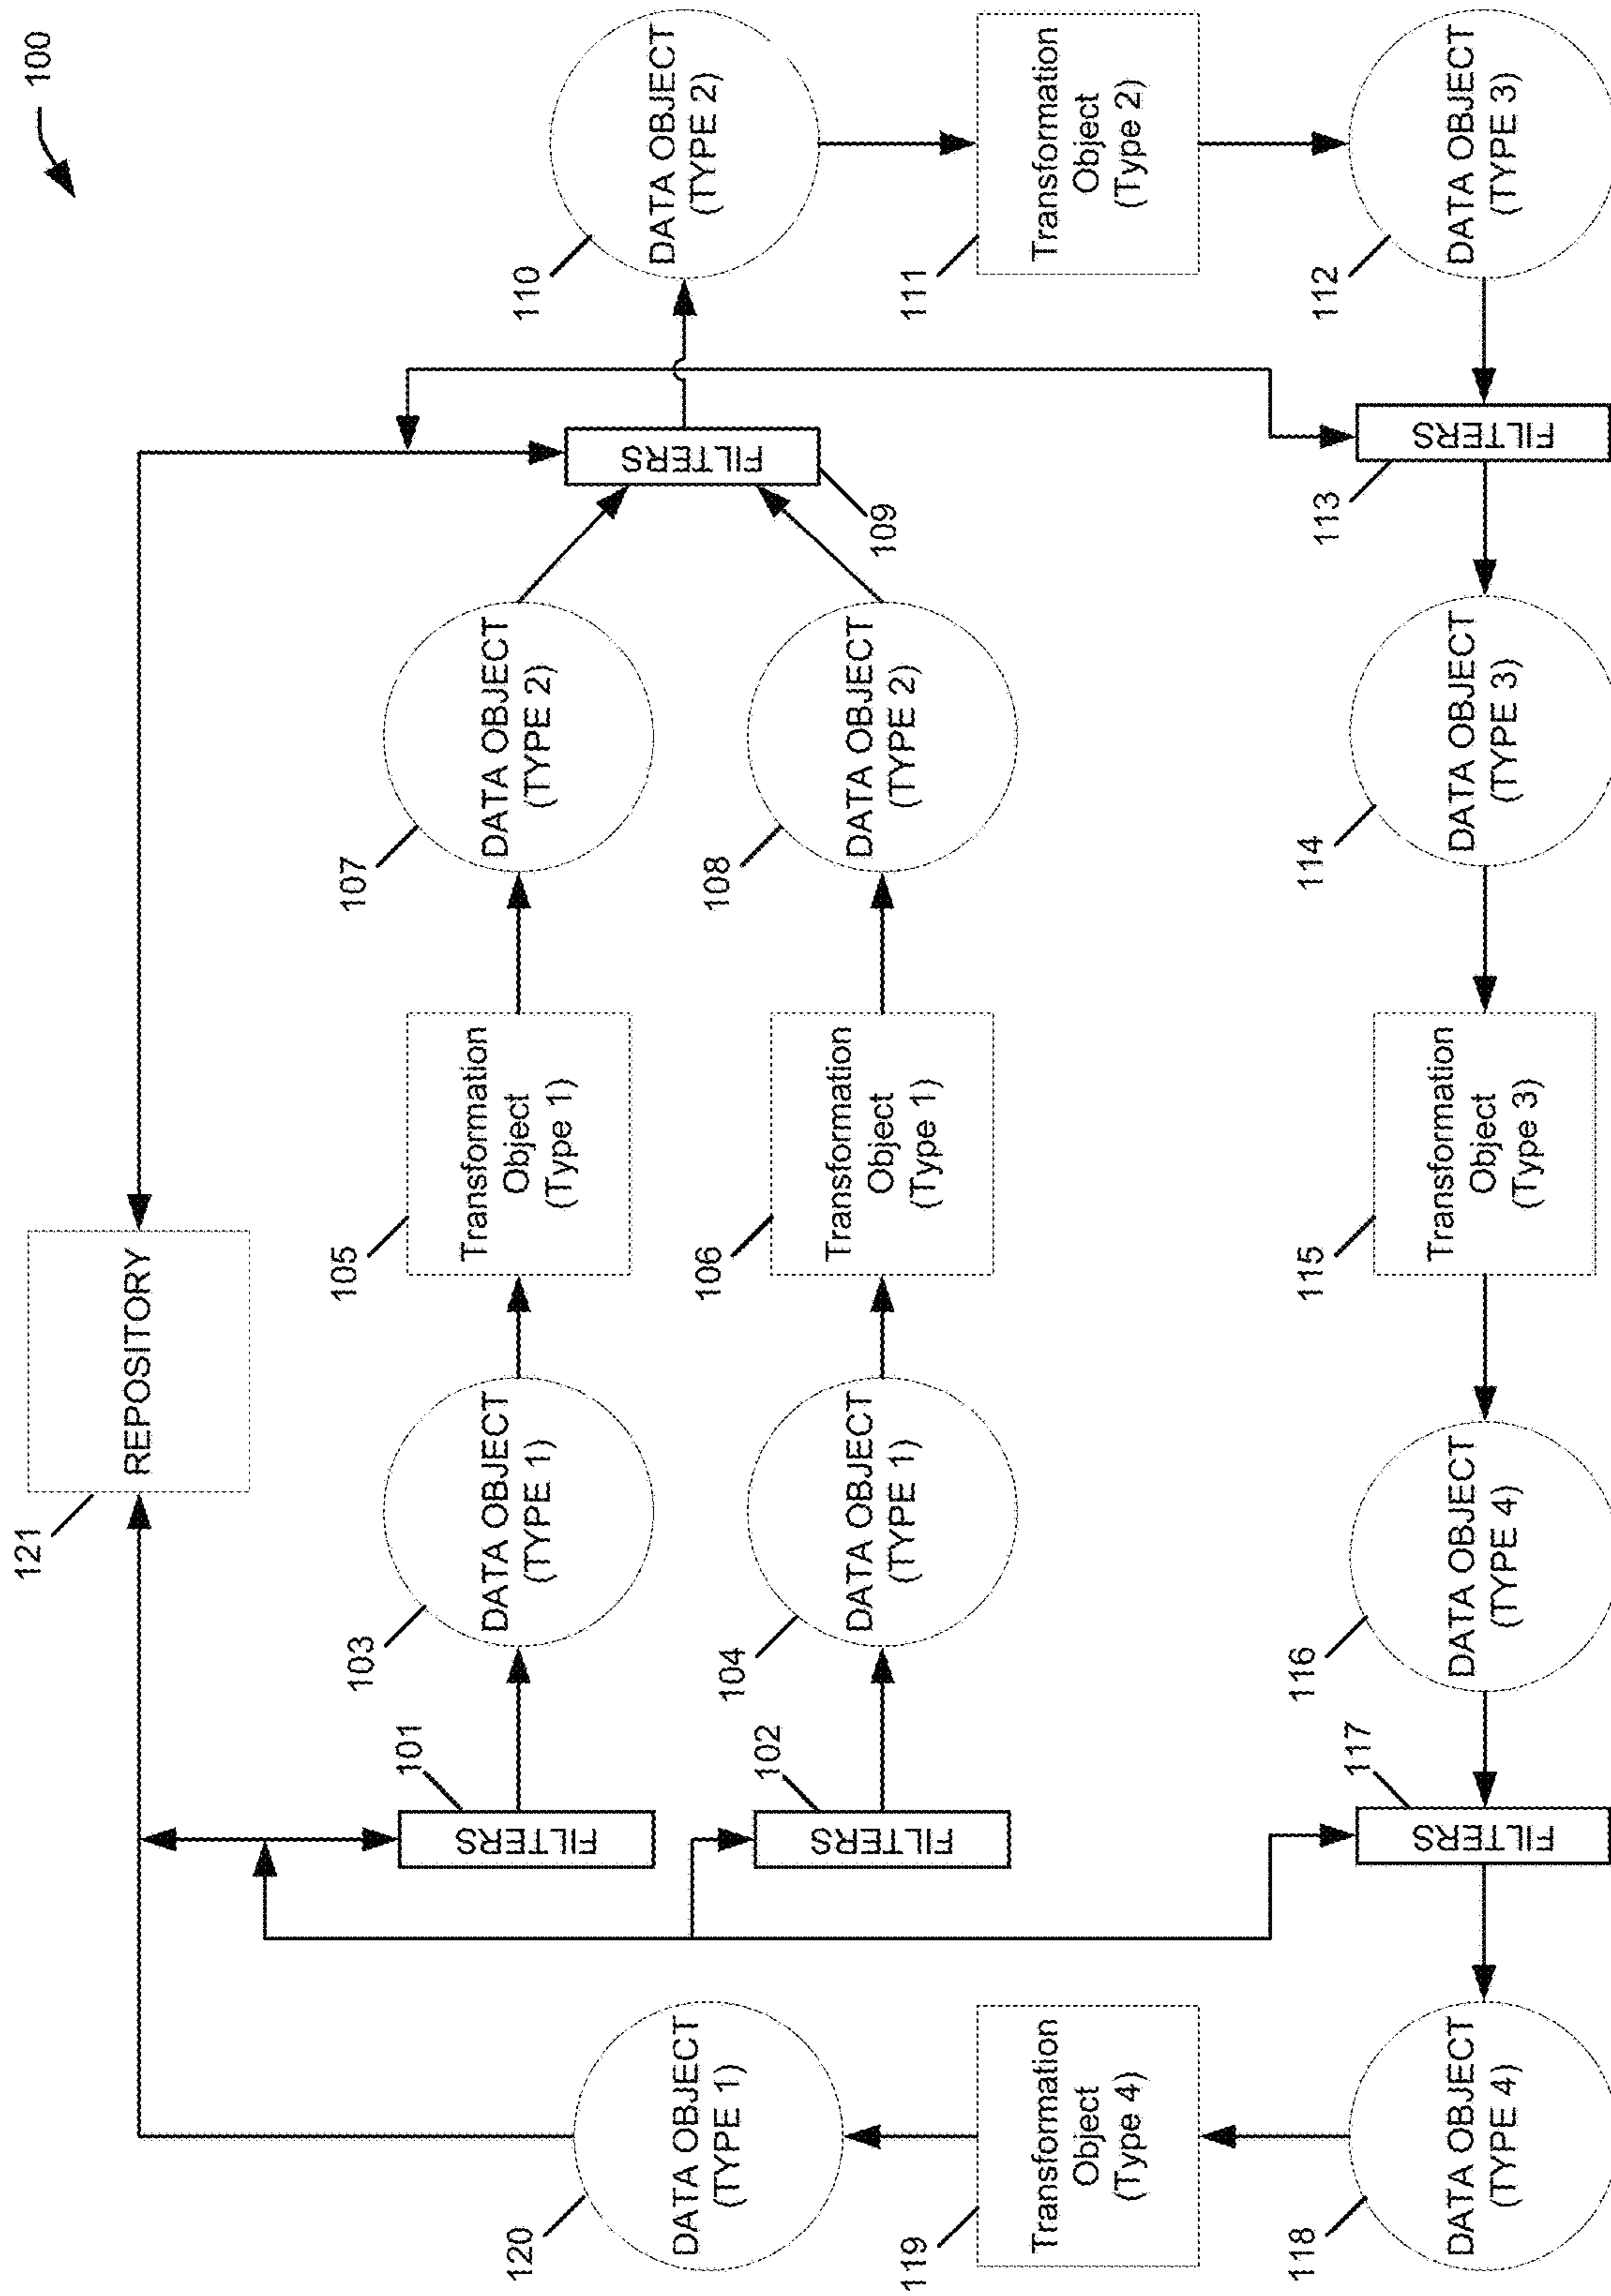 100
121
REPOSITORY
120
DATA OBJECT
(TYPE 1)
101
FILTERS
103
DATA OBJECT
(TYPE 1)
105
Transformation
Object
(Type 1)
107
DATA OBJECT
(TYPE 2)
109
FILTERS
110
DATA OBJECT
(TYPE 2)
102
FILTERS
104
DATA OBJECT
(TYPE 1)
106
Transformation
Object
(Type 1)
108
DATA OBJECT
(TYPE 2)
119
Transformation
Object
(Type 4)
111
Transformation
Object
(Type 2)
118
DATA OBJECT
(TYPE 4)
117
FILTERS
116
DATA OBJECT
(TYPE 4)
115
Transformation
Object
(Type 3)
114
DATA OBJECT
(TYPE 3)
113
FILTERS
112
DATA OBJECT
(TYPE 3)